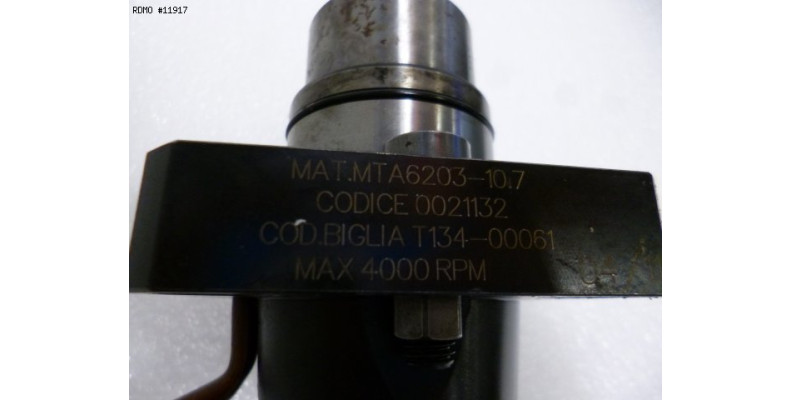 RDMO #11917
MAT.MTA6203-10.7
CODICE 0021132
COD.BIGLIA T134-00061
MAX 4000 RPM